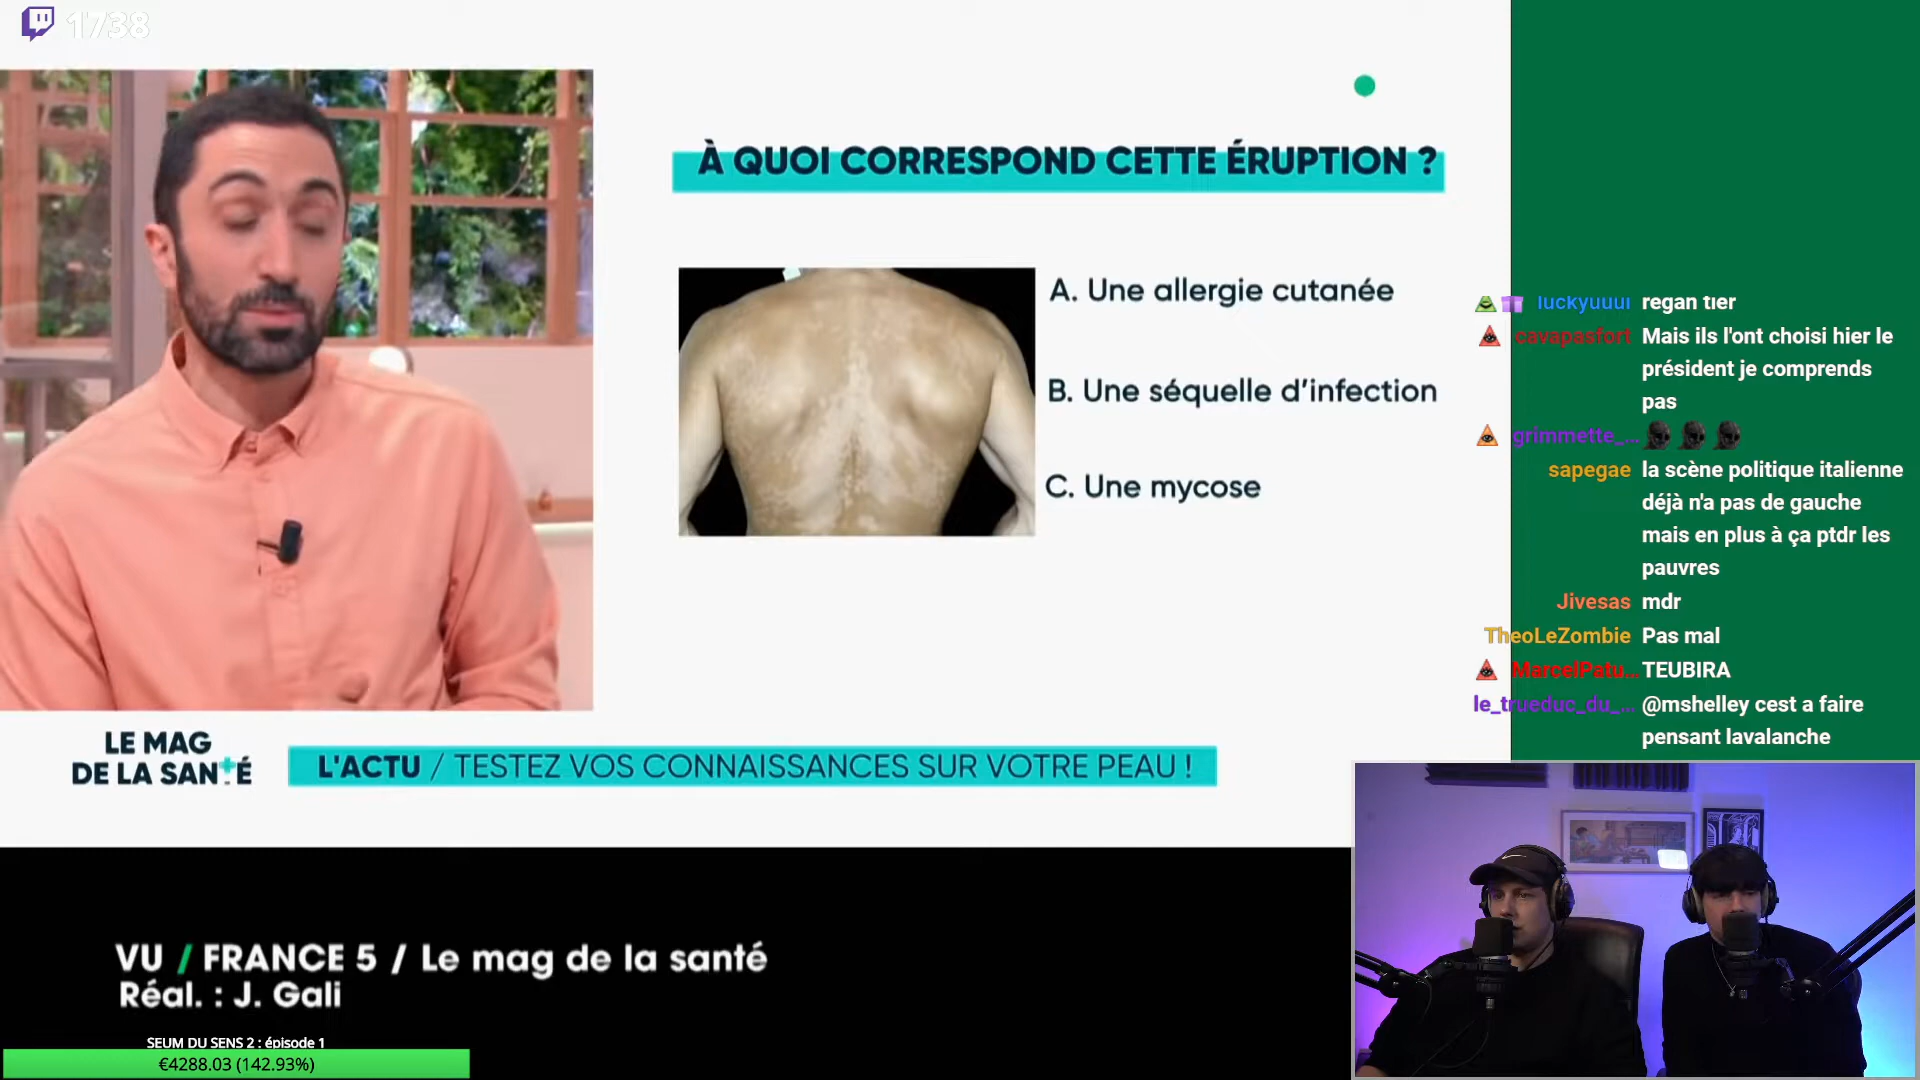 1738
À QUOI CORRESPOND CETTE ÉRUPTION ?
A. Une allergie cutanée
B. Une séquelle d'infection
C. Une mycose
LE MAG
DE LA SANTÉ
L'ACTU / TESTEZ VOS CONNAISSANCES SUR VOTRE PEAU !
VU / FRANCE 5 / Le mag de la santé
Réal. : J. Gali
SEUM DU SENS 2 : épisode 1
€4288.03 (142.93%)
luckyuuui regan tier
cavapasfort Mais ils l'ont choisi hier le
président je comprends
pas
grimmette_...
sapegae la scène politique italienne
déjà n'a pas de gauche
mais en plus à ça ptdr les
pauvres
Jivesas mdr
TheoLeZombie Pas mal
MarcelPatu... TEUBIRA
le_trueduc_du_... @mshelley cest a faire
pensant lavalanche